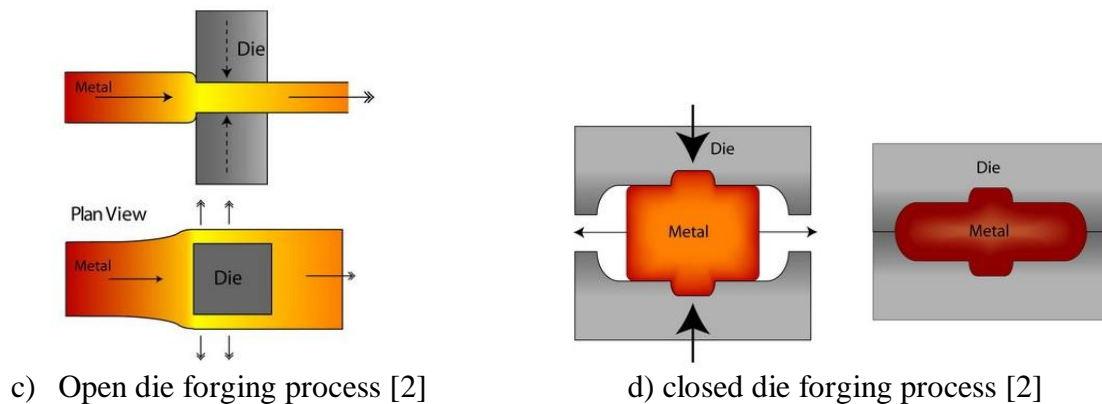 Die
Metal
Plan View
Metal
Die
Die
Metal
Die
Metal
c) Open die forging process [2]
d) closed die forging process [2]